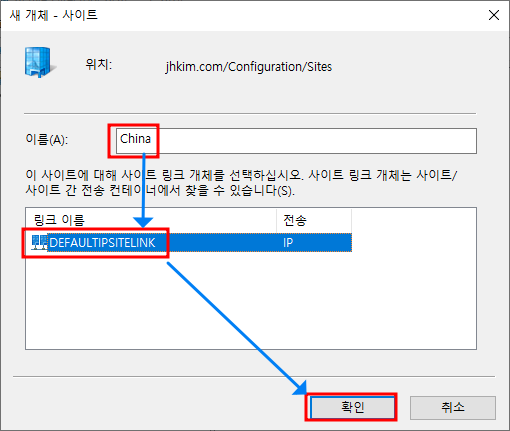 새 개체 - 사이트
위치: jhkim.com/Configuration/Sites
이름(A): China
이 사이트에 대해 사이트 링크 개체를 선택하십시오. 사이트 링크 개체는 사이트/
사이트 간 전송 컨테이너에서 찾을 수 있습니다(S).
링크 이름 전송
DEFAULTIPSITELINK IP
확인 취소